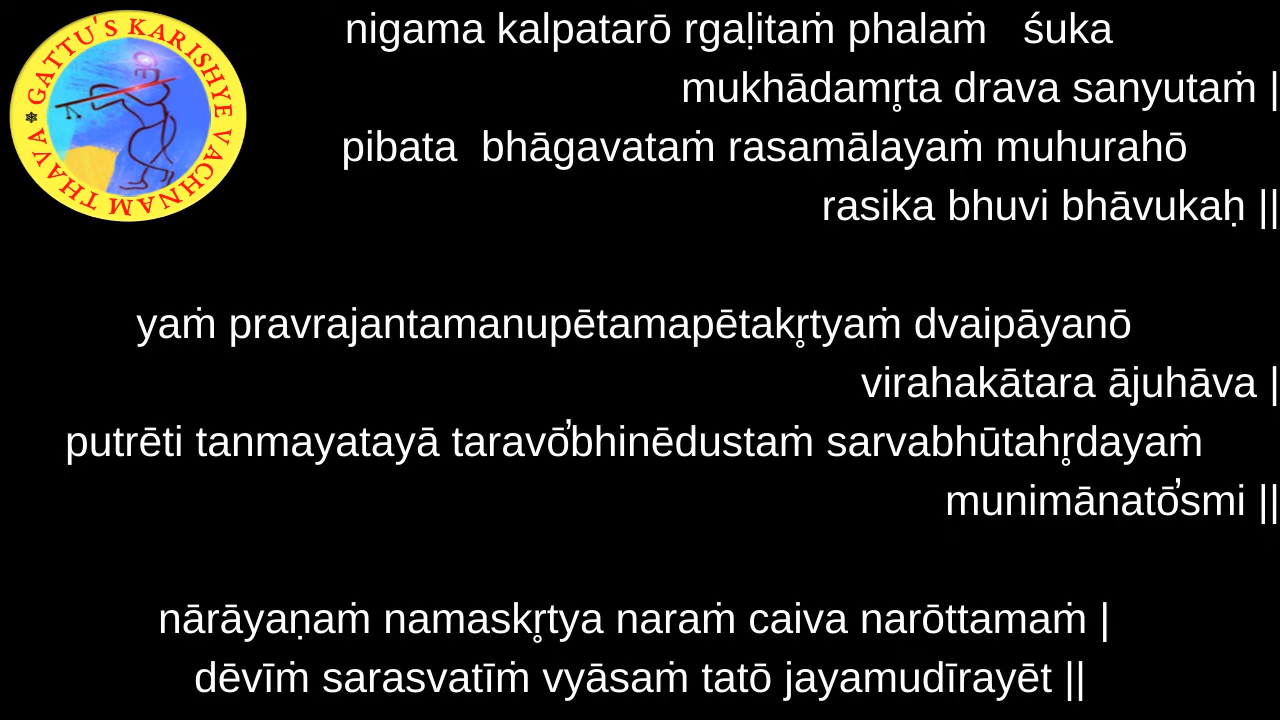 GATTU'S KARISHYE VACHNAM THAVA
nigama kalpatarō rgaḷitaṁ phalaṁ śuka
mukhādamr̥ta drava sanyutaṁ |
pibata bhāgavataṁ rasamālayaṁ muhurahō
rasika bhuvi bhāvukaḥ ||
yaṁ pravrajantamanupētamapētakr̥tyaṁ dvaipāyanō
virahakātara ājuhāva |
putrēti tanmayatayā taravō̕bhinēdustaṁ sarvabhūtahr̥dayaṁ
munimānatō̕smi ||
nārāyaṇaṁ namaskr̥tya naraṁ caiva narōttamaṁ |
dēvīṁ sarasvatīṁ vyāsaṁ tatō jayamudīrayēt ||